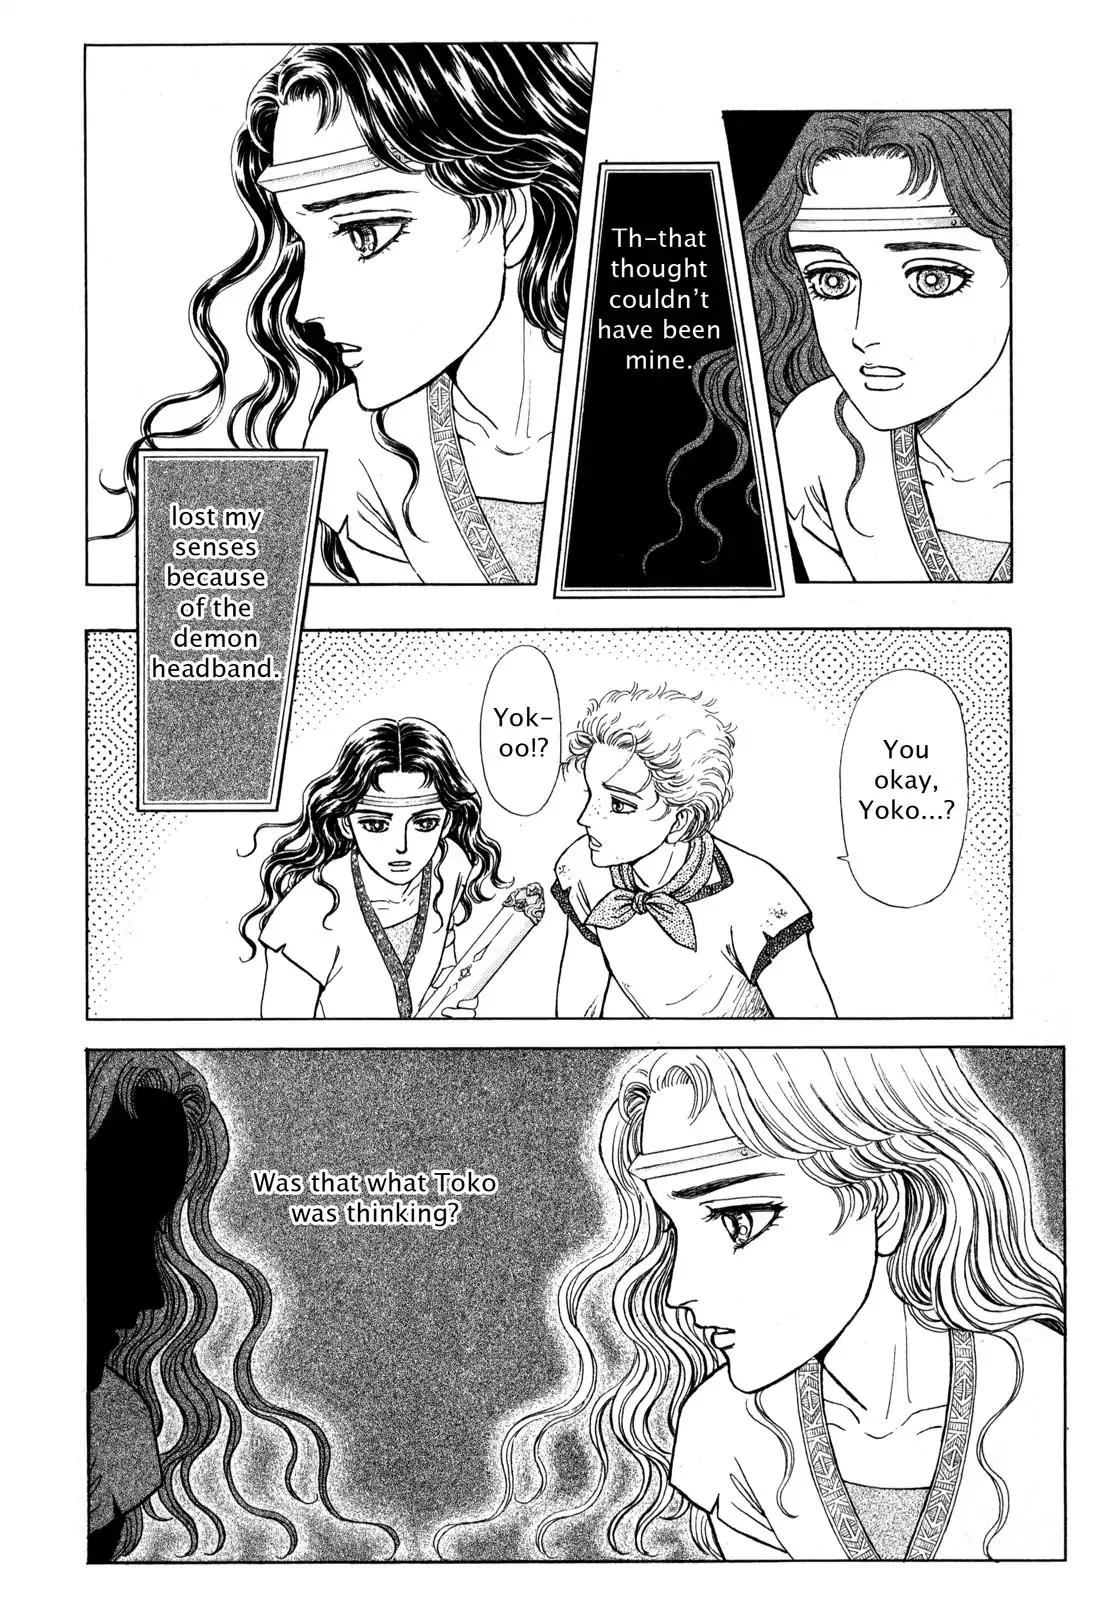 Th-that
thought
couldn't
have been
mine.
lost my
senses
because
of the
demon
headband.
You
okay,
Yoko...?
Yok-
oo!?
Was that what Toko
was thinking?